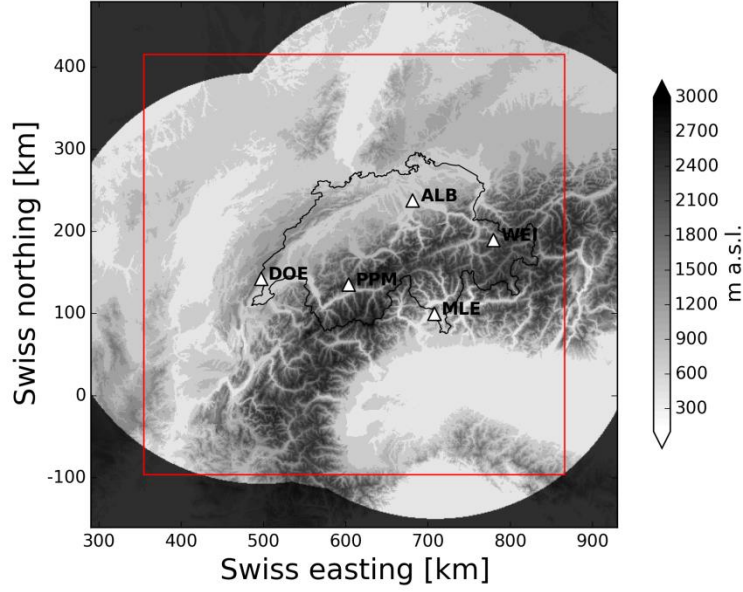 400
300
200
100
0
-100
Swiss northing [km]
ALB
WEI
DOE
PPM
MLE
300 400 500 600 700 800 900
Swiss easting [km]
3000
2700
2400
2100
1800
1500
1200
900
600
300
m a.s.l.